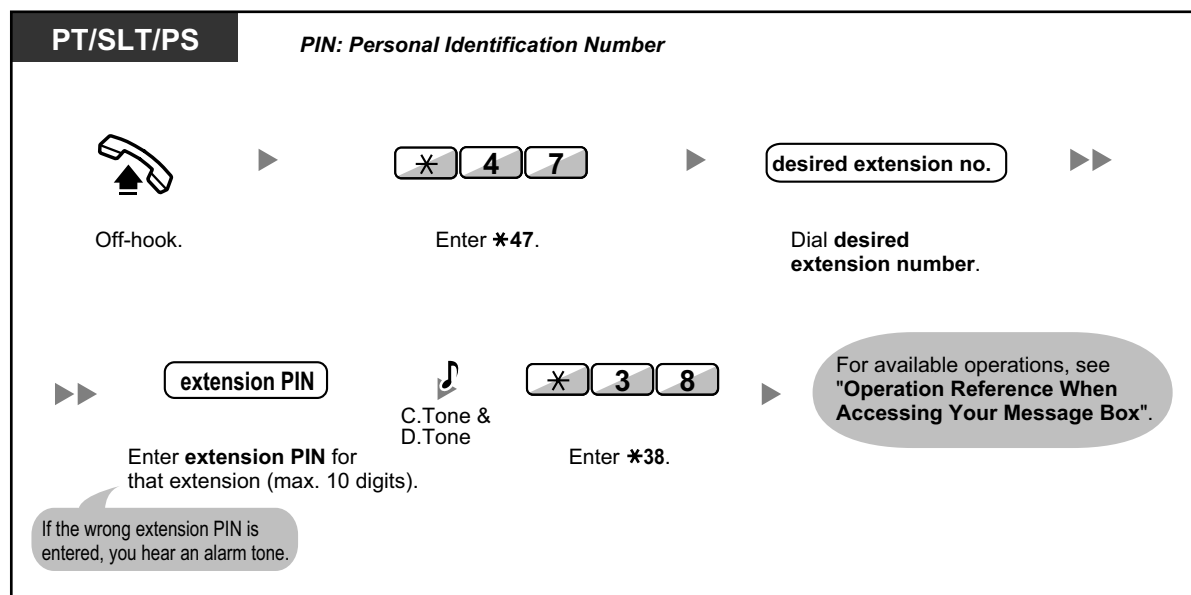 PT/SLT/PS
PIN: Personal Identification Number
✳ 4 7
desired extension no.
Off-hook.
Enter ✳47.
Dial desired
extension number.
extension PIN
C.Tone &
D.Tone
✳ 3 8
For available operations, see
"Operation Reference When
Accessing Your Message Box".
Enter extension PIN for
that extension (max. 10 digits).
Enter ✳38.
If the wrong extension PIN is
entered, you hear an alarm tone.